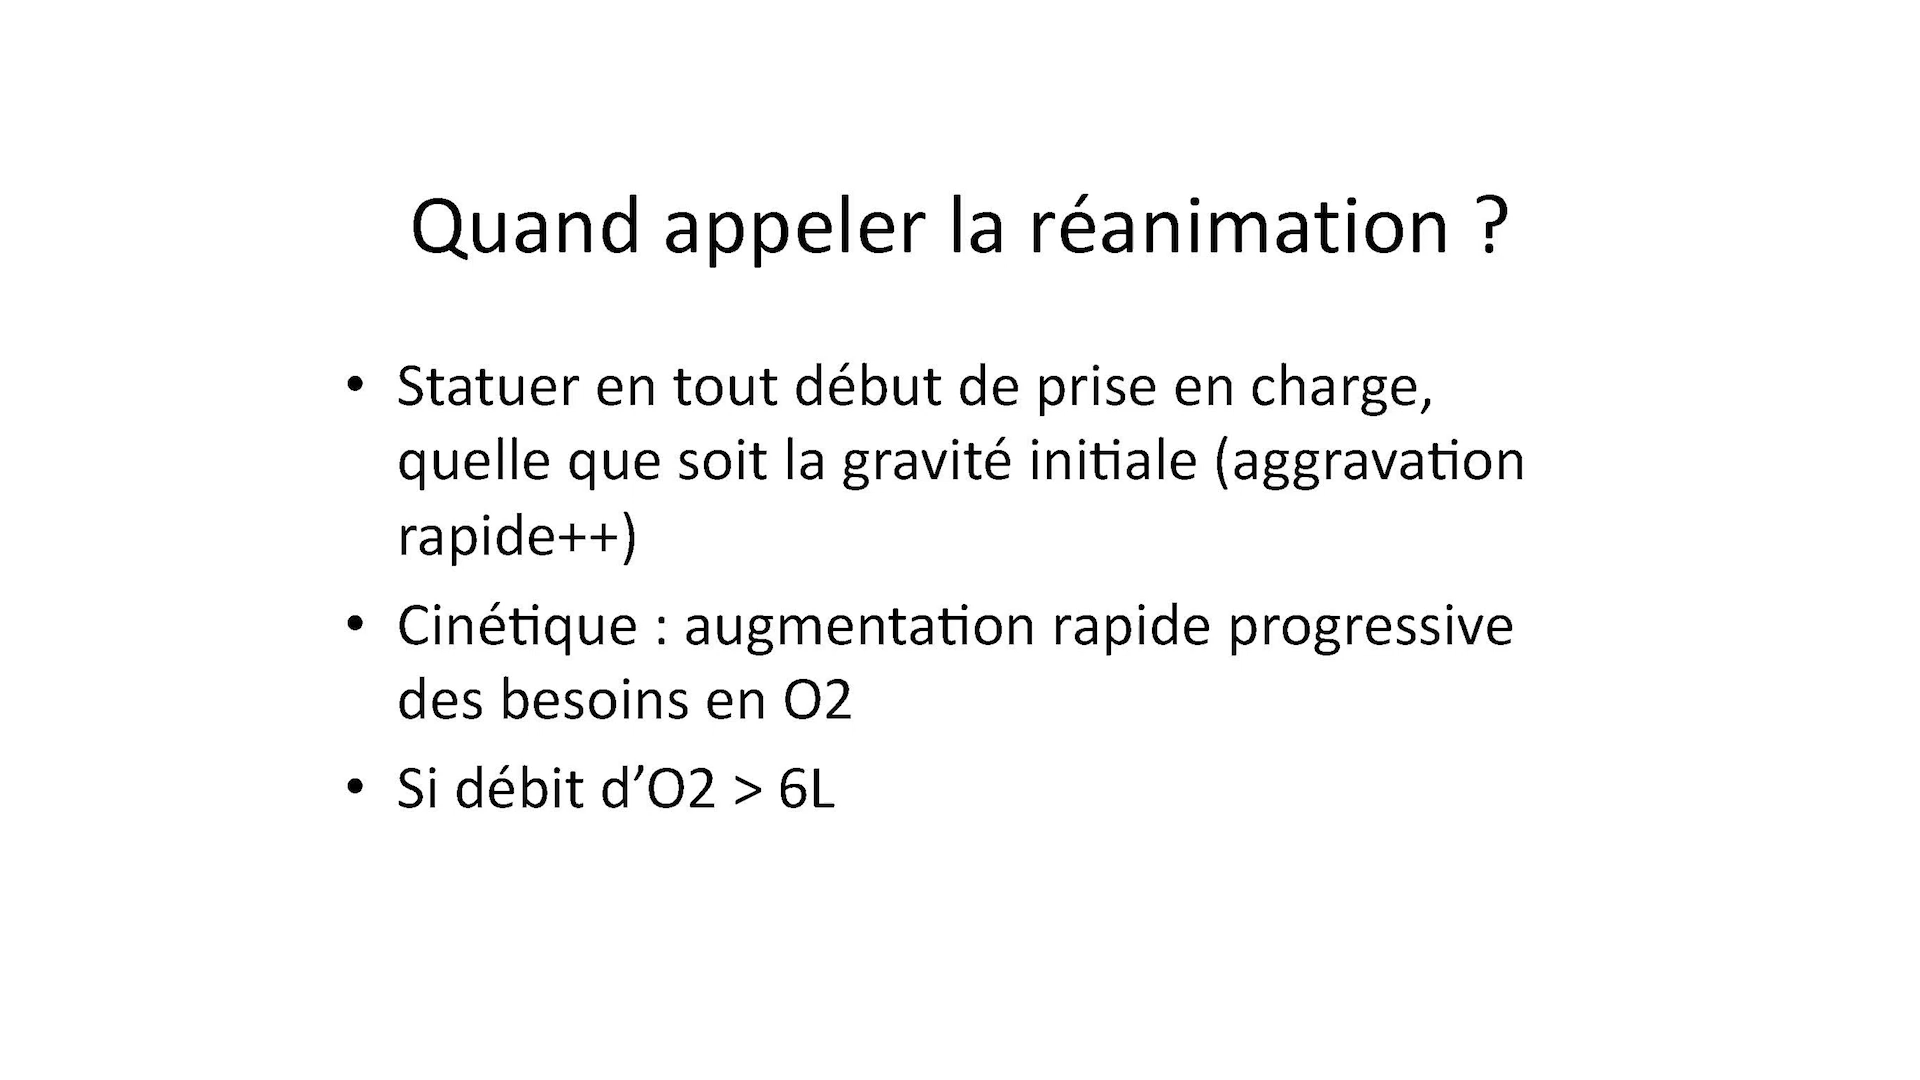 Quand appeler la réanimation ?
• Statuer en tout début de prise en charge,
quelle que soit la gravité initiale (aggravation
rapide++)
• Cinétique : augmentation rapide progressive
des besoins en O2
• Si débit d’O2 > 6L